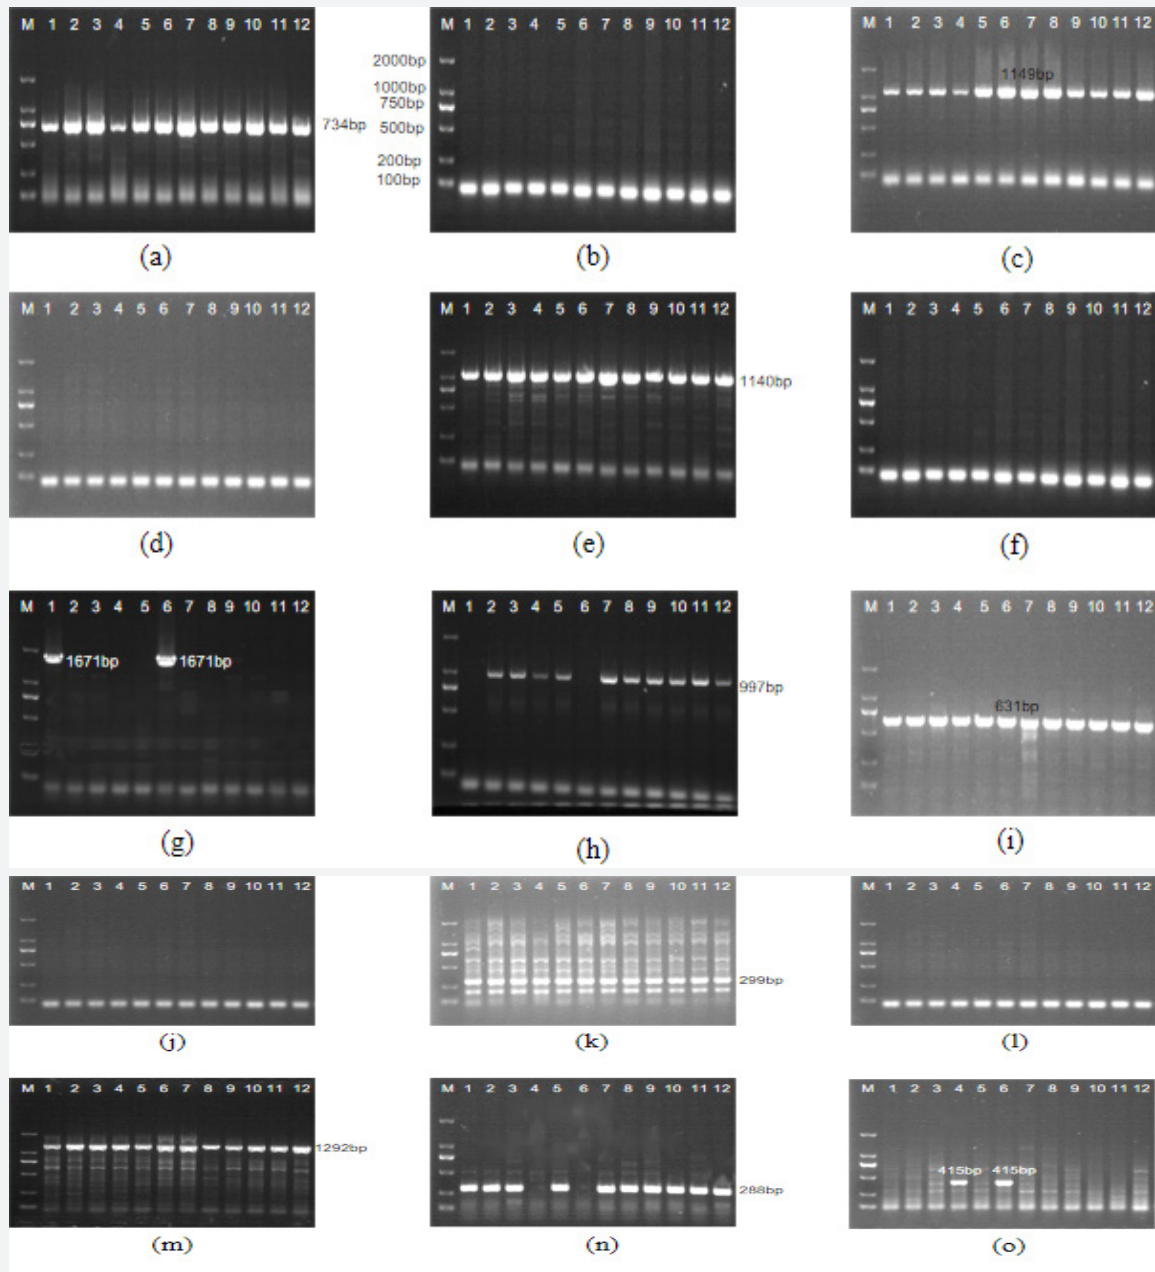 M 1 2 3 4 5 6 7 8 9 10 11 12
734bp
(a)
M 1 2 3 4 5 6 7 8 9 10 11 12
2000bp
1000bp
750bp
500bp
200bp
100bp
(b)
M 1 2 3 4 5 6 7 8 9 10 11 12
1149bp
(c)
M 1 2 3 4 5 6 7 8 9 10 11 12
(d)
M 1 2 3 4 5 6 7 8 9 10 11 12
1140bp
(e)
M 1 2 3 4 5 6 7 8 9 10 11 12
(f)
M 1 2 3 4 5 6 7 8 9 10 11 12
1671bp 1671bp
(g)
M 1 2 3 4 5 6 7 8 9 10 11 12
997bp
(h)
M 1 2 3 4 5 6 7 8 9 10 11 12
631bp
(i)
M 1 2 3 4 5 6 7 8 9 10 11 12
(j)
M 1 2 3 4 5 6 7 8 9 10 11 12
299bp
(k)
M 1 2 3 4 5 6 7 8 9 10 11 12
(l)
M 1 2 3 4 5 6 7 8 9 10 11 12
1292bp
(m)
M 1 2 3 4 5 6 7 8 9 10 11 12
288bp
(n)
M 1 2 3 4 5 6 7 8 9 10 11 12
415bp 415bp
(o)